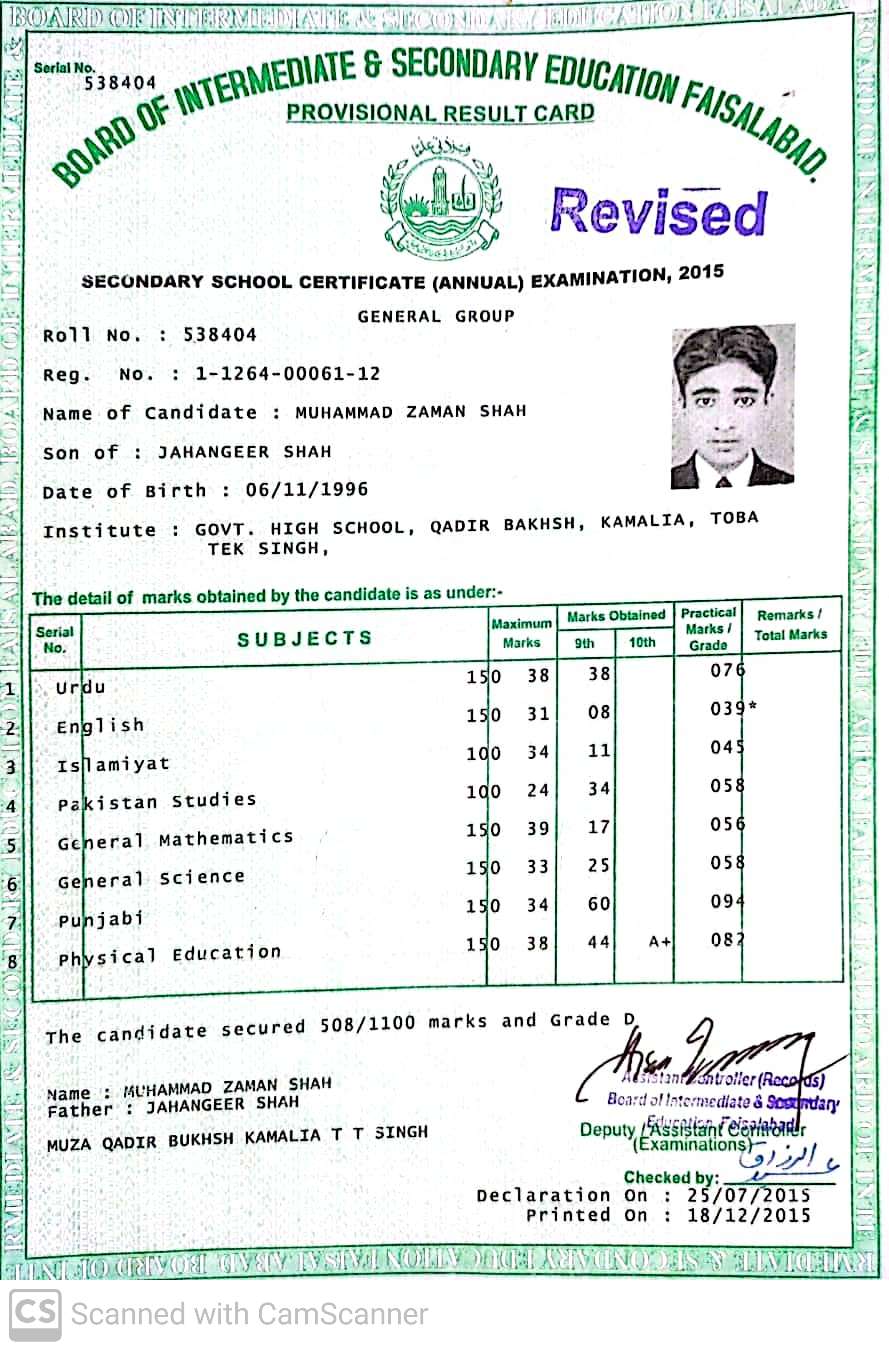 BOARD OF INTERMEDIATE & SECONDARY EDUCATION FAISALABAD
Serial No.
538404
BOARD OF INTERMEDIATE & SECONDARY EDUCATION FAISALABAD.
PROVISIONAL RESULT CARD
Revised
SECONDARY SCHOOL CERTIFICATE (ANNUAL) EXAMINATION, 2015
GENERAL GROUP
Roll No. : 538404
Reg. No. : 1-1264-00061-12
Name of Candidate : MUHAMMAD ZAMAN SHAH
Son of : JAHANGEER SHAH
Date of Birth : 06/11/1996
Institute : GOVT. HIGH SCHOOL, QADIR BAKHSH, KAMALIA, TOBA
TEK SINGH,
The detail of marks obtained by the candidate is as under:-
Serial No. SUBJECTS Maximum Marks Marks Obtained 9th 10th Practical Marks / Grade Remarks / Total Marks
1 Urdu 150 38 38 076
2 English 150 31 08 039*
3 Islamiyat 100 34 11 045
4 Pakistan Studies 100 24 34 058
5 General Mathematics 150 39 17 056
6 General Science 150 33 25 058
7 Punjabi 150 34 60 094
8 Physical Education 150 38 44 A+ 082
The candidate secured 508/1100 marks and Grade D
Name : MUHAMMAD ZAMAN SHAH
Father : JAHANGEER SHAH
MUZA QADIR BUKHSH KAMALIA T T SINGH
Assistant Controller (Records)
Board of Intermediate & Secondary
Education Faisalabad
Deputy / Assistant Controller
(Examinations)
Checked by:
Declaration On : 25/07/2015
Printed On : 18/12/2015
CS Scanned with CamScanner